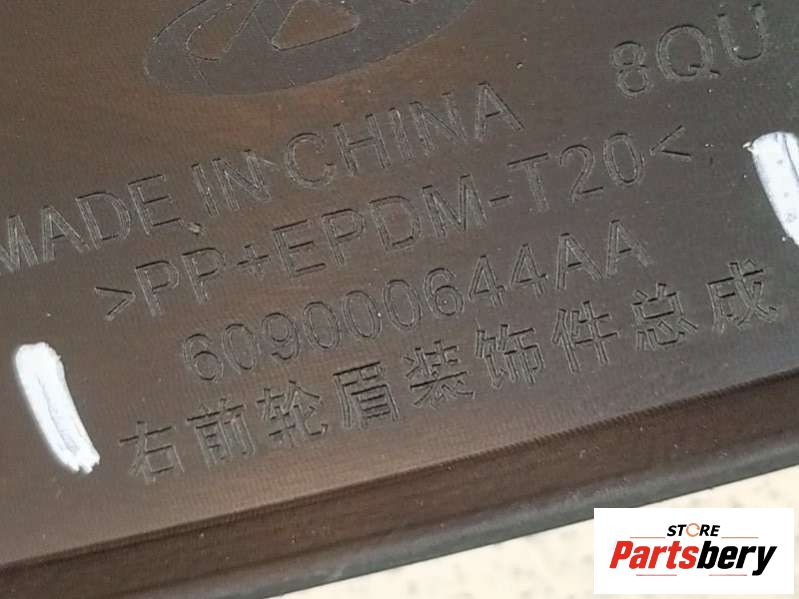 8QU
MADE IN CHINA
>PP+EPDM-T20<
609000644AA
右前轮眉装饰件总成
STORE
Partsbery